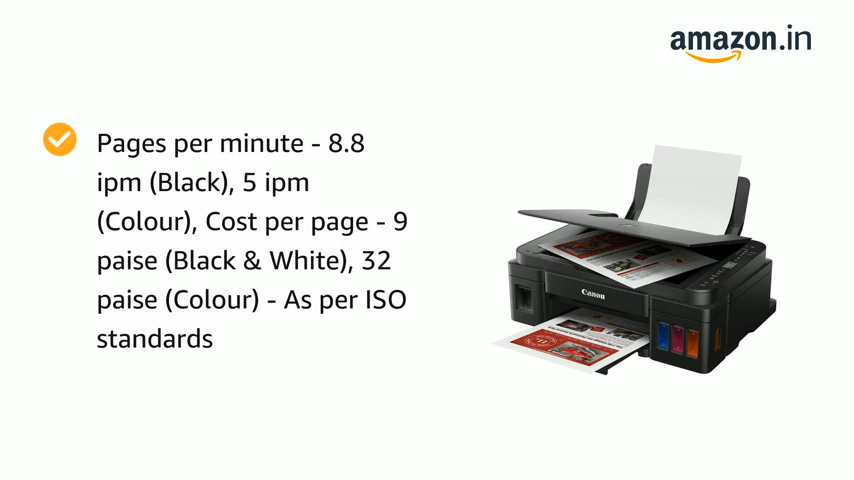 amazon.in
Pages per minute - 8.8
ipm (Black), 5 ipm
(Colour), Cost per page - 9
paise (Black & White), 32
paise (Colour) - As per ISO
standards
Canon